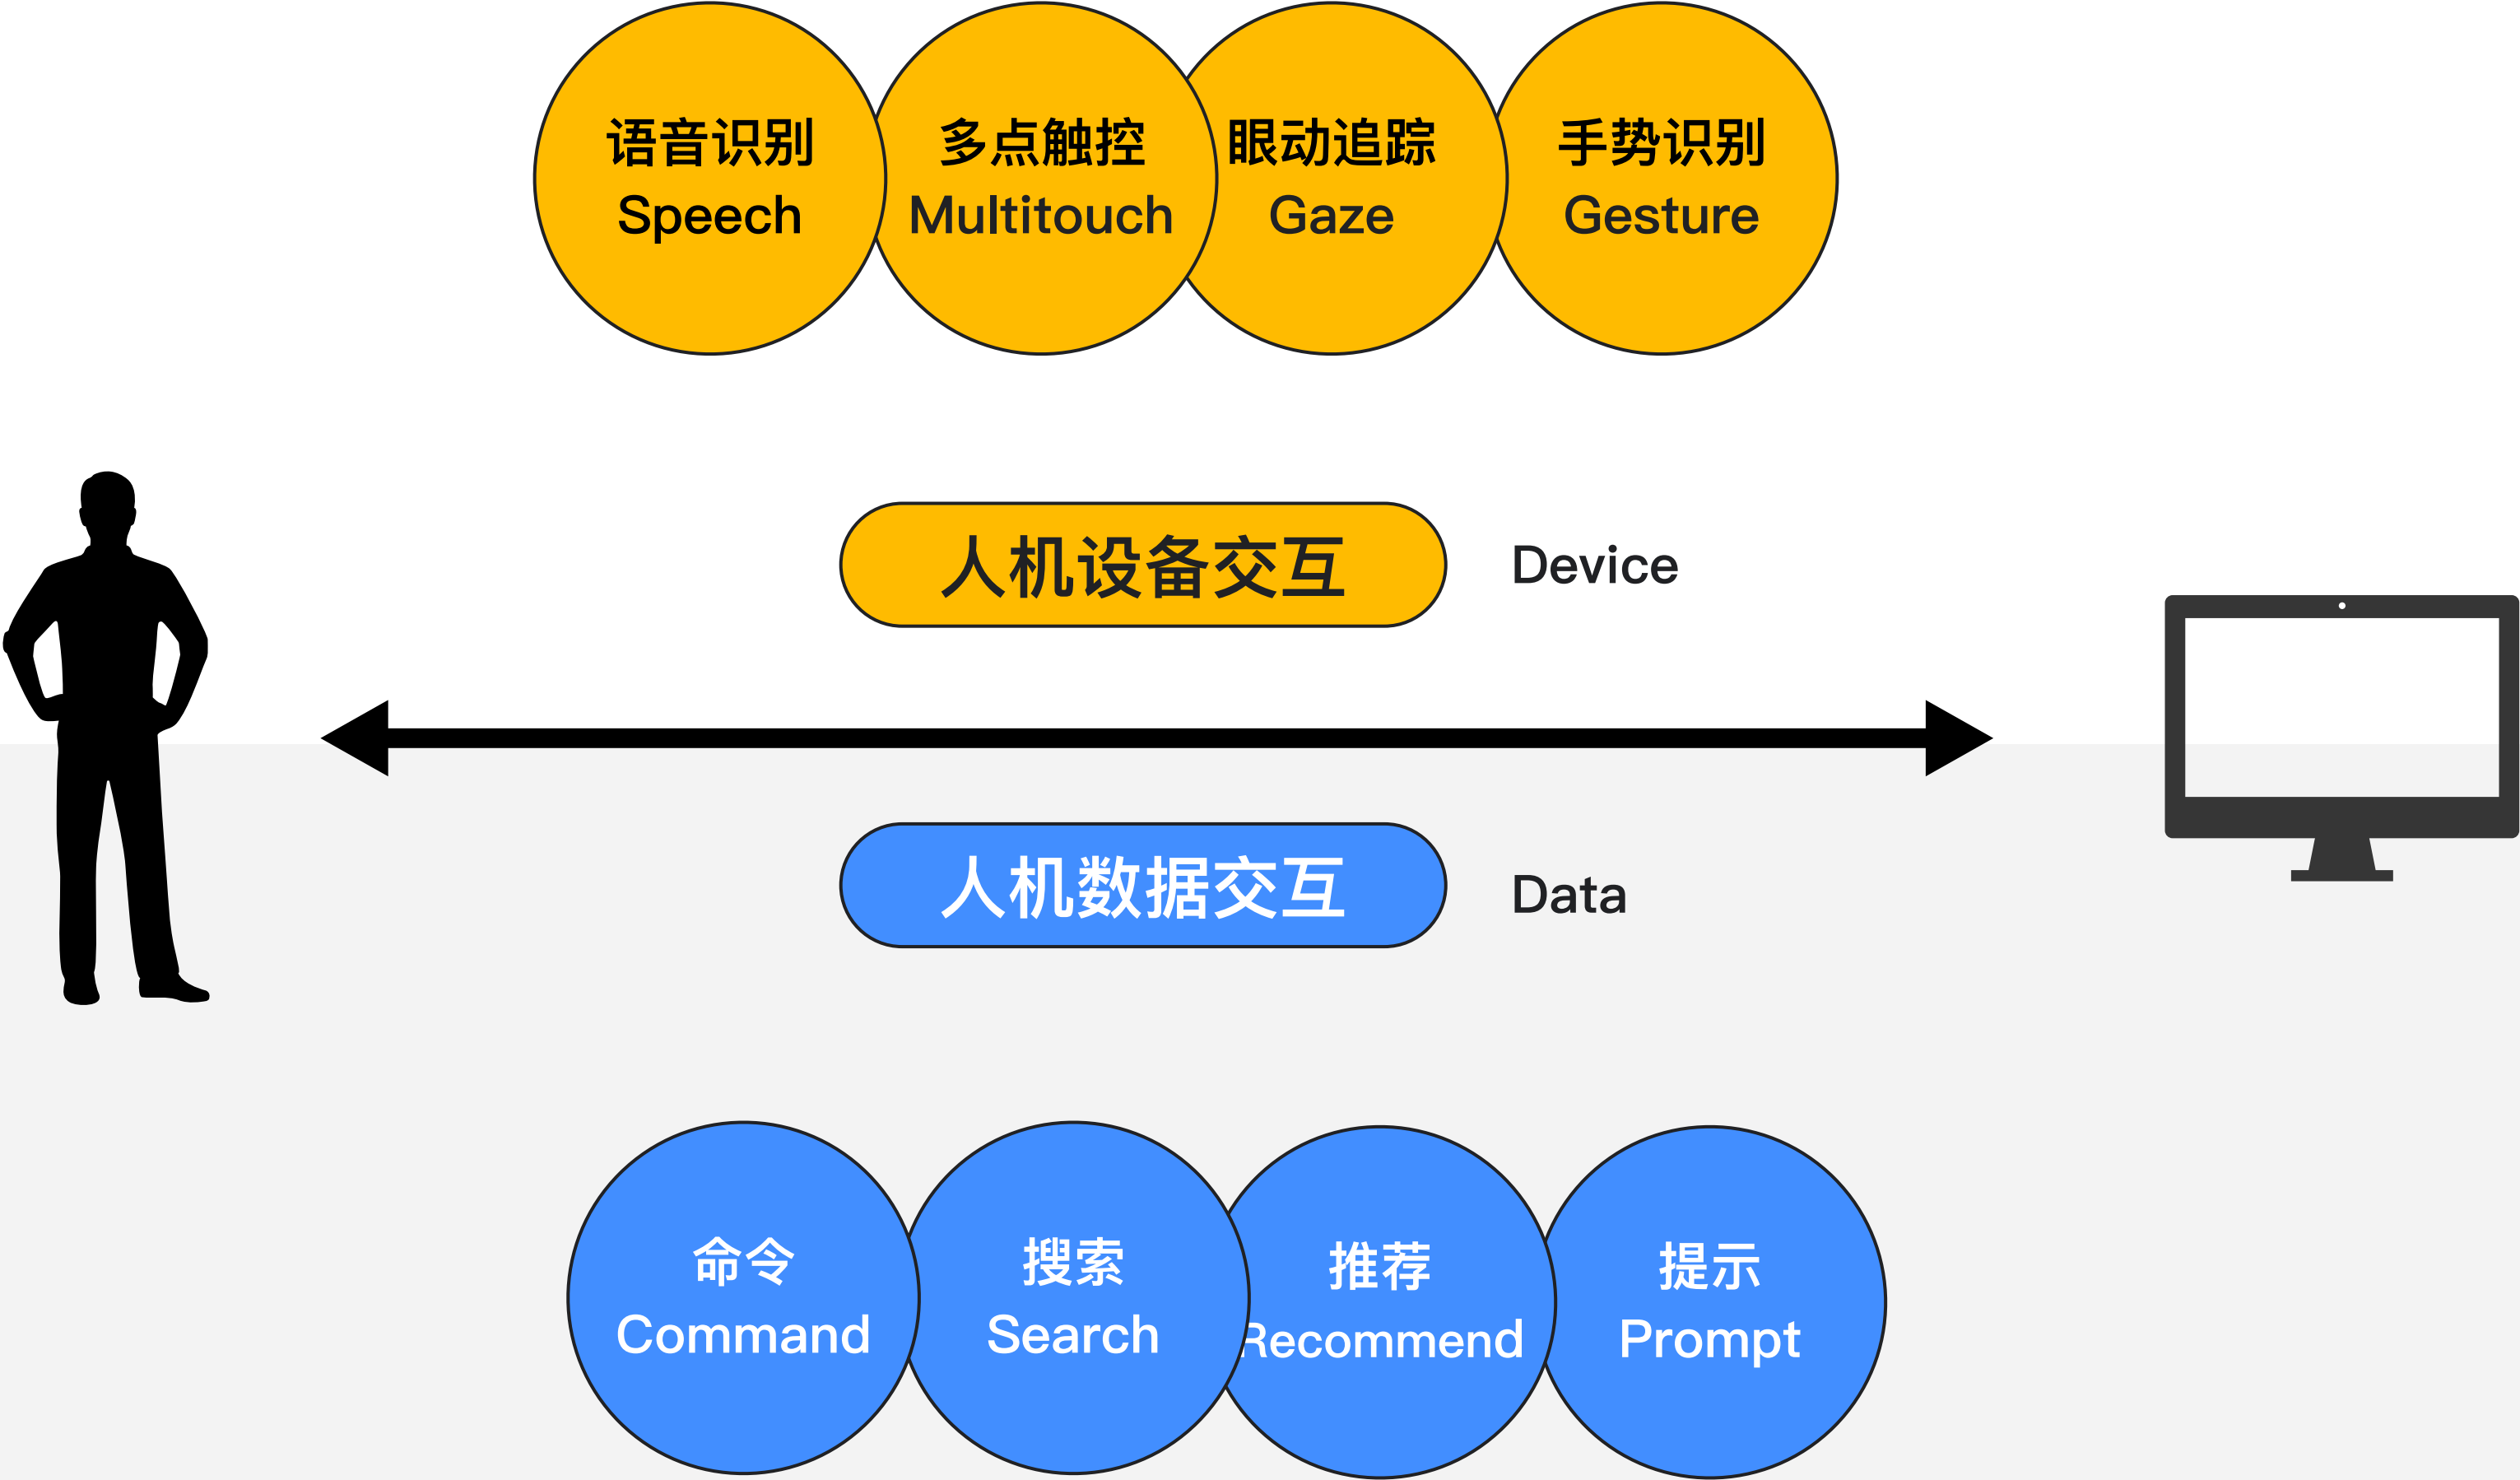 语音识别
Speech
多点触控
Multitouch
眼动追踪
Gaze
手势识别
Gesture
人机设备交互
Device
人机数据交互
Data
命令
Command
搜索
Search
推荐
Recommend
提示
Prompt